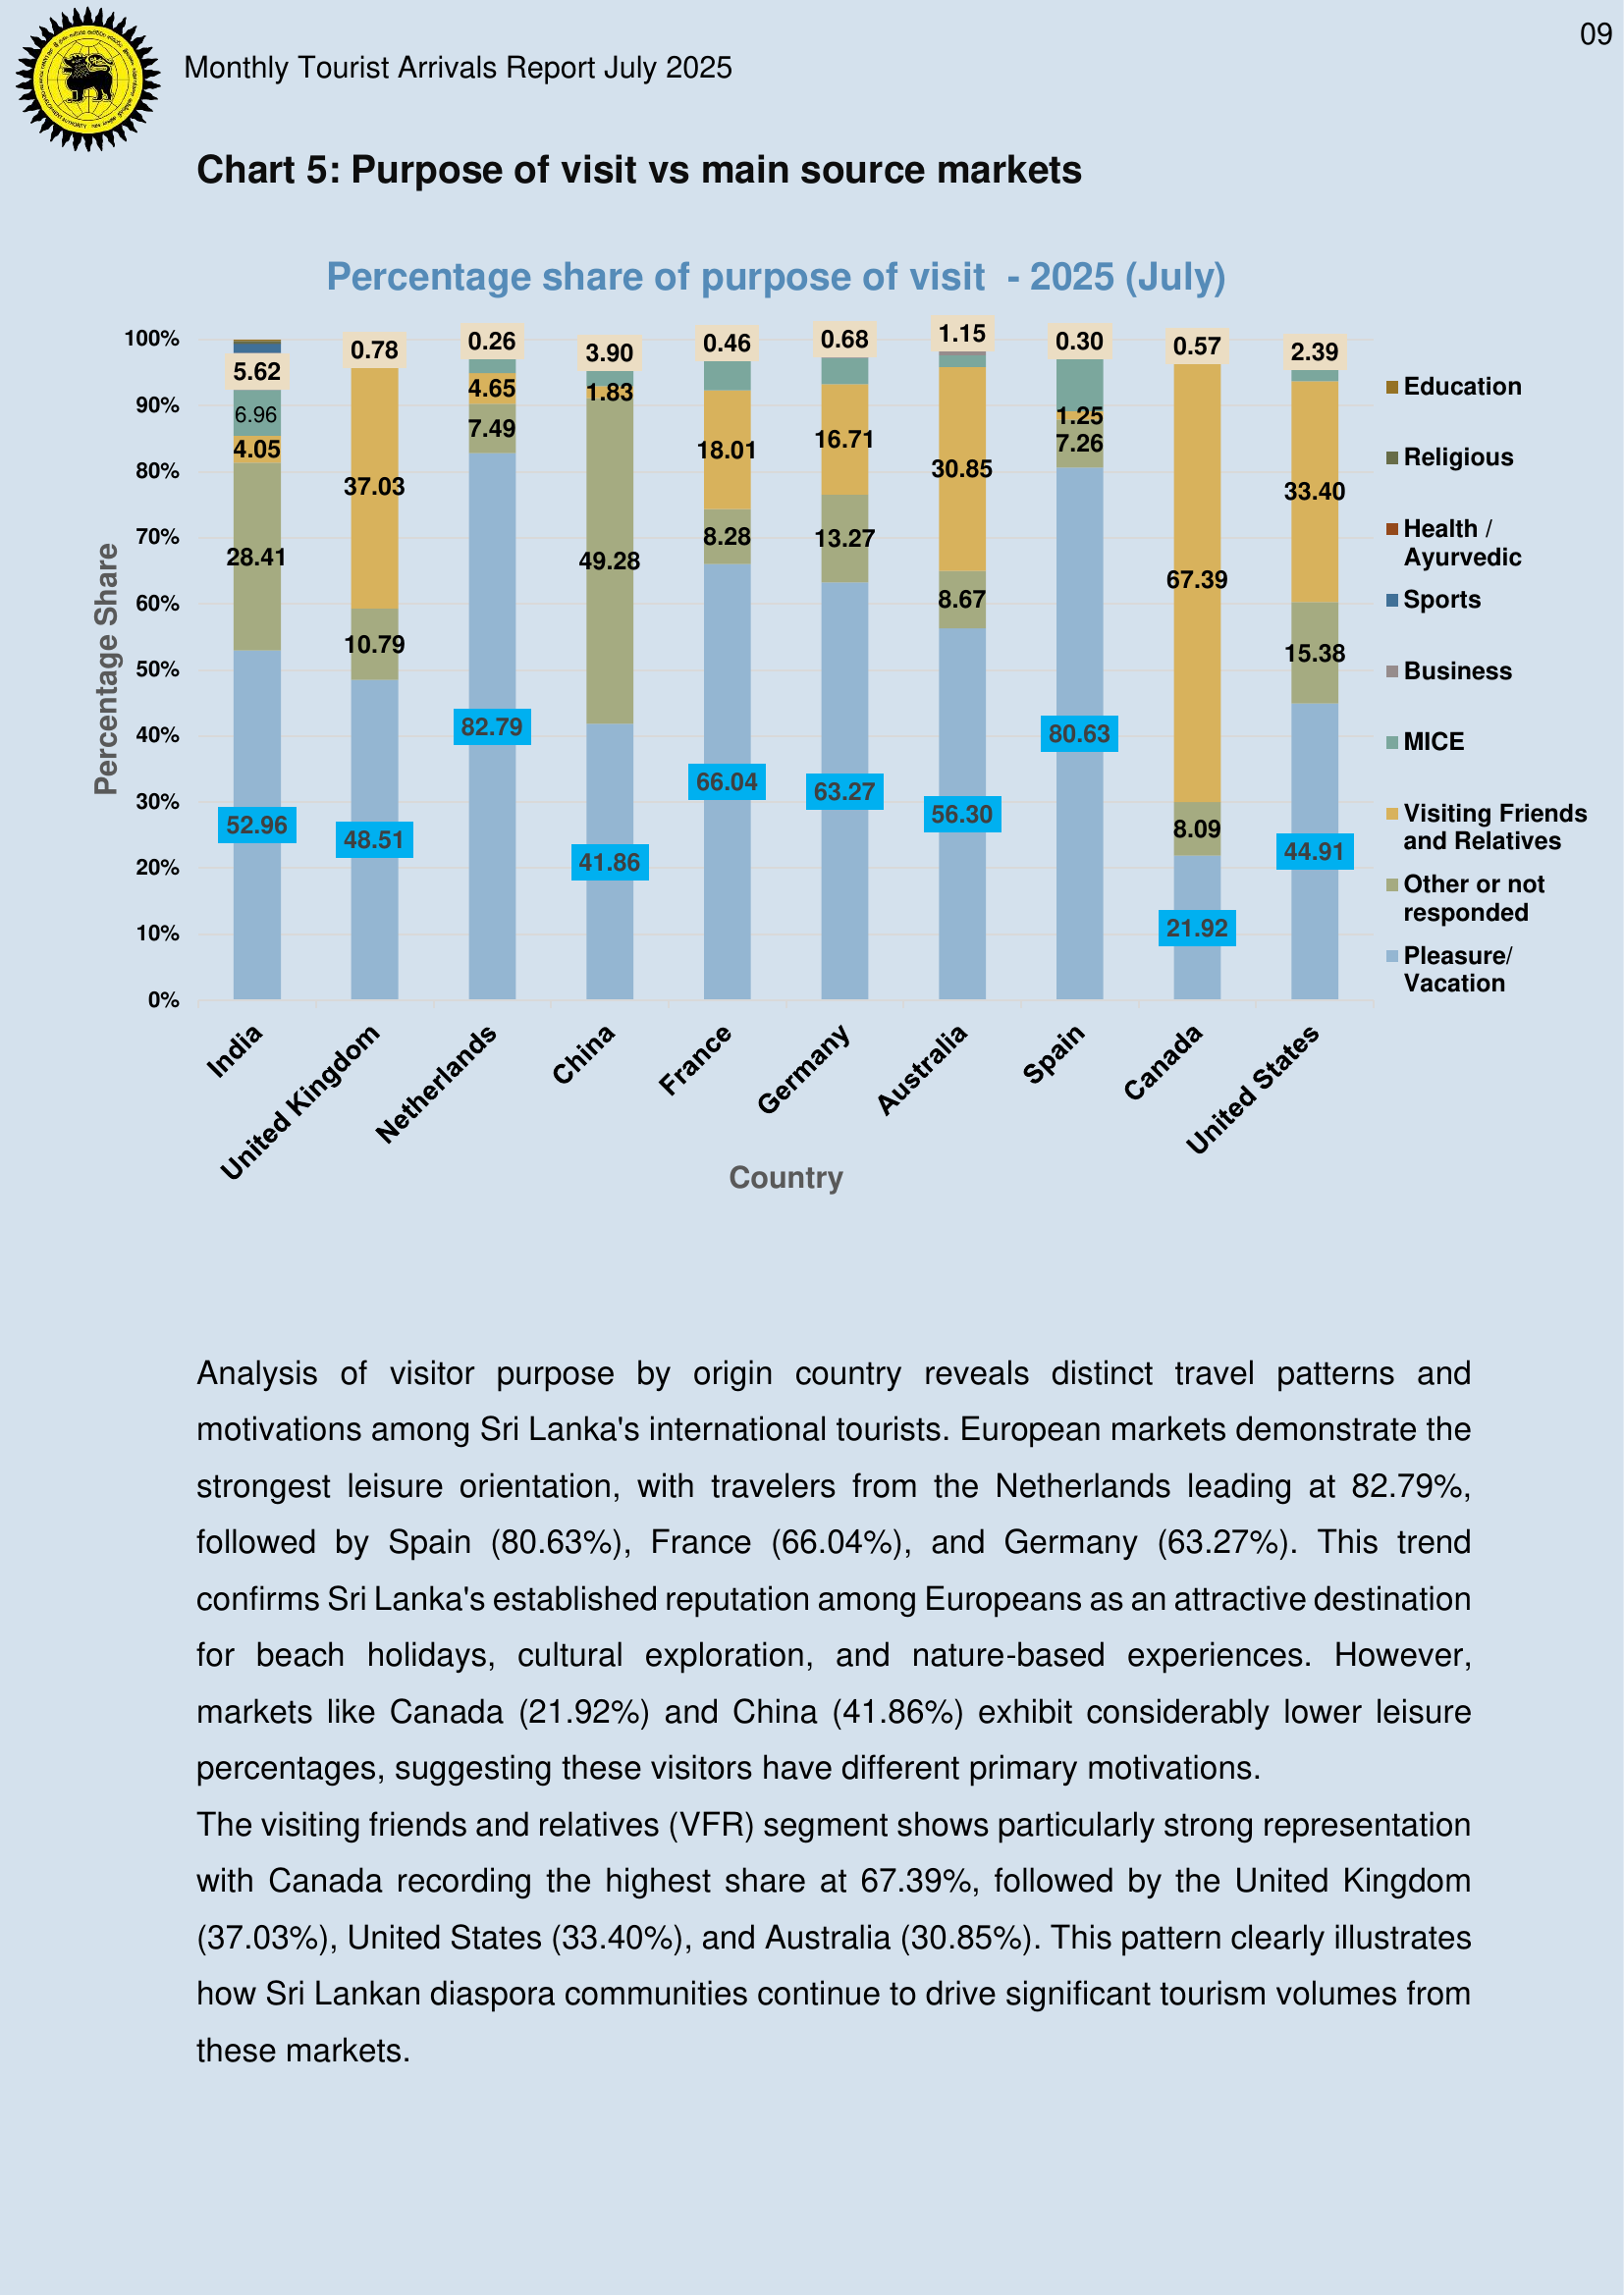 09
Monthly Tourist Arrivals Report July 2025
Chart 5: Purpose of visit vs main source markets
Percentage share of purpose of visit - 2025 (July)
Percentage Share
100%
90%
80%
70%
60%
50%
40%
30%
20%
10%
0%
5.62
6.96
4.05
28.41
52.96
0.78
37.03
10.79
48.51
0.26
4.65
7.49
82.79
3.90
1.83
49.28
41.86
0.46
18.01
8.28
66.04
0.68
16.71
13.27
63.27
1.15
30.85
8.67
56.30
0.30
1.25
7.26
80.63
0.57
67.39
8.09
21.92
2.39
33.40
15.38
44.91
Education
Religious
Health /
Ayurvedic
Sports
Business
MICE
Visiting Friends
and Relatives
Other or not
responded
Pleasure/
Vacation
India
United Kingdom
Netherlands
China
France
Germany
Australia
Spain
Canada
United States
Country
Analysis of visitor purpose by origin country reveals distinct travel patterns and
motivations among Sri Lanka's international tourists. European markets demonstrate the
strongest leisure orientation, with travelers from the Netherlands leading at 82.79%,
followed by Spain (80.63%), France (66.04%), and Germany (63.27%). This trend
confirms Sri Lanka's established reputation among Europeans as an attractive destination
for beach holidays, cultural exploration, and nature-based experiences. However,
markets like Canada (21.92%) and China (41.86%) exhibit considerably lower leisure
percentages, suggesting these visitors have different primary motivations.
The visiting friends and relatives (VFR) segment shows particularly strong representation
with Canada recording the highest share at 67.39%, followed by the United Kingdom
(37.03%), United States (33.40%), and Australia (30.85%). This pattern clearly illustrates
how Sri Lankan diaspora communities continue to drive significant tourism volumes from
these markets.